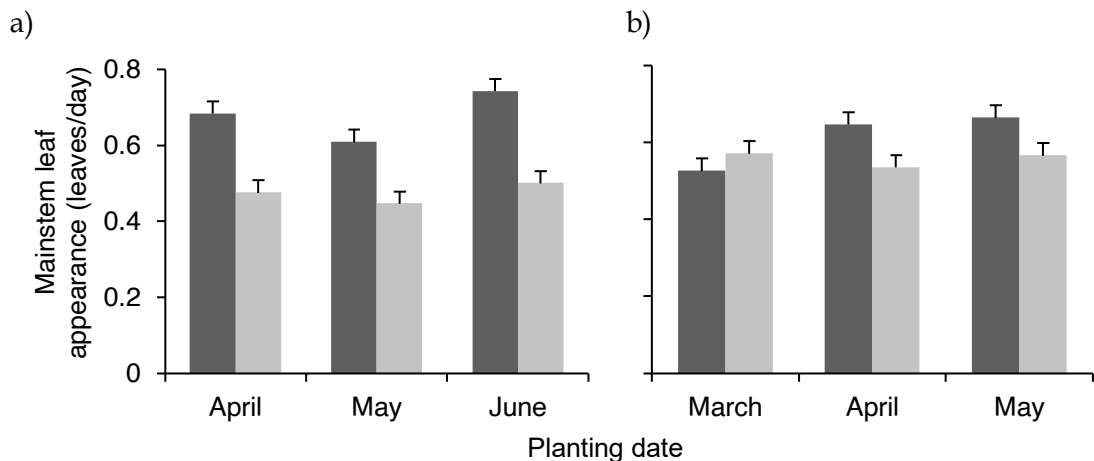 a)
b)
Mainstem leaf
appearance (leaves/day)
0.8
0.6
0.4
0.2
0
April May June
March April May
Planting date